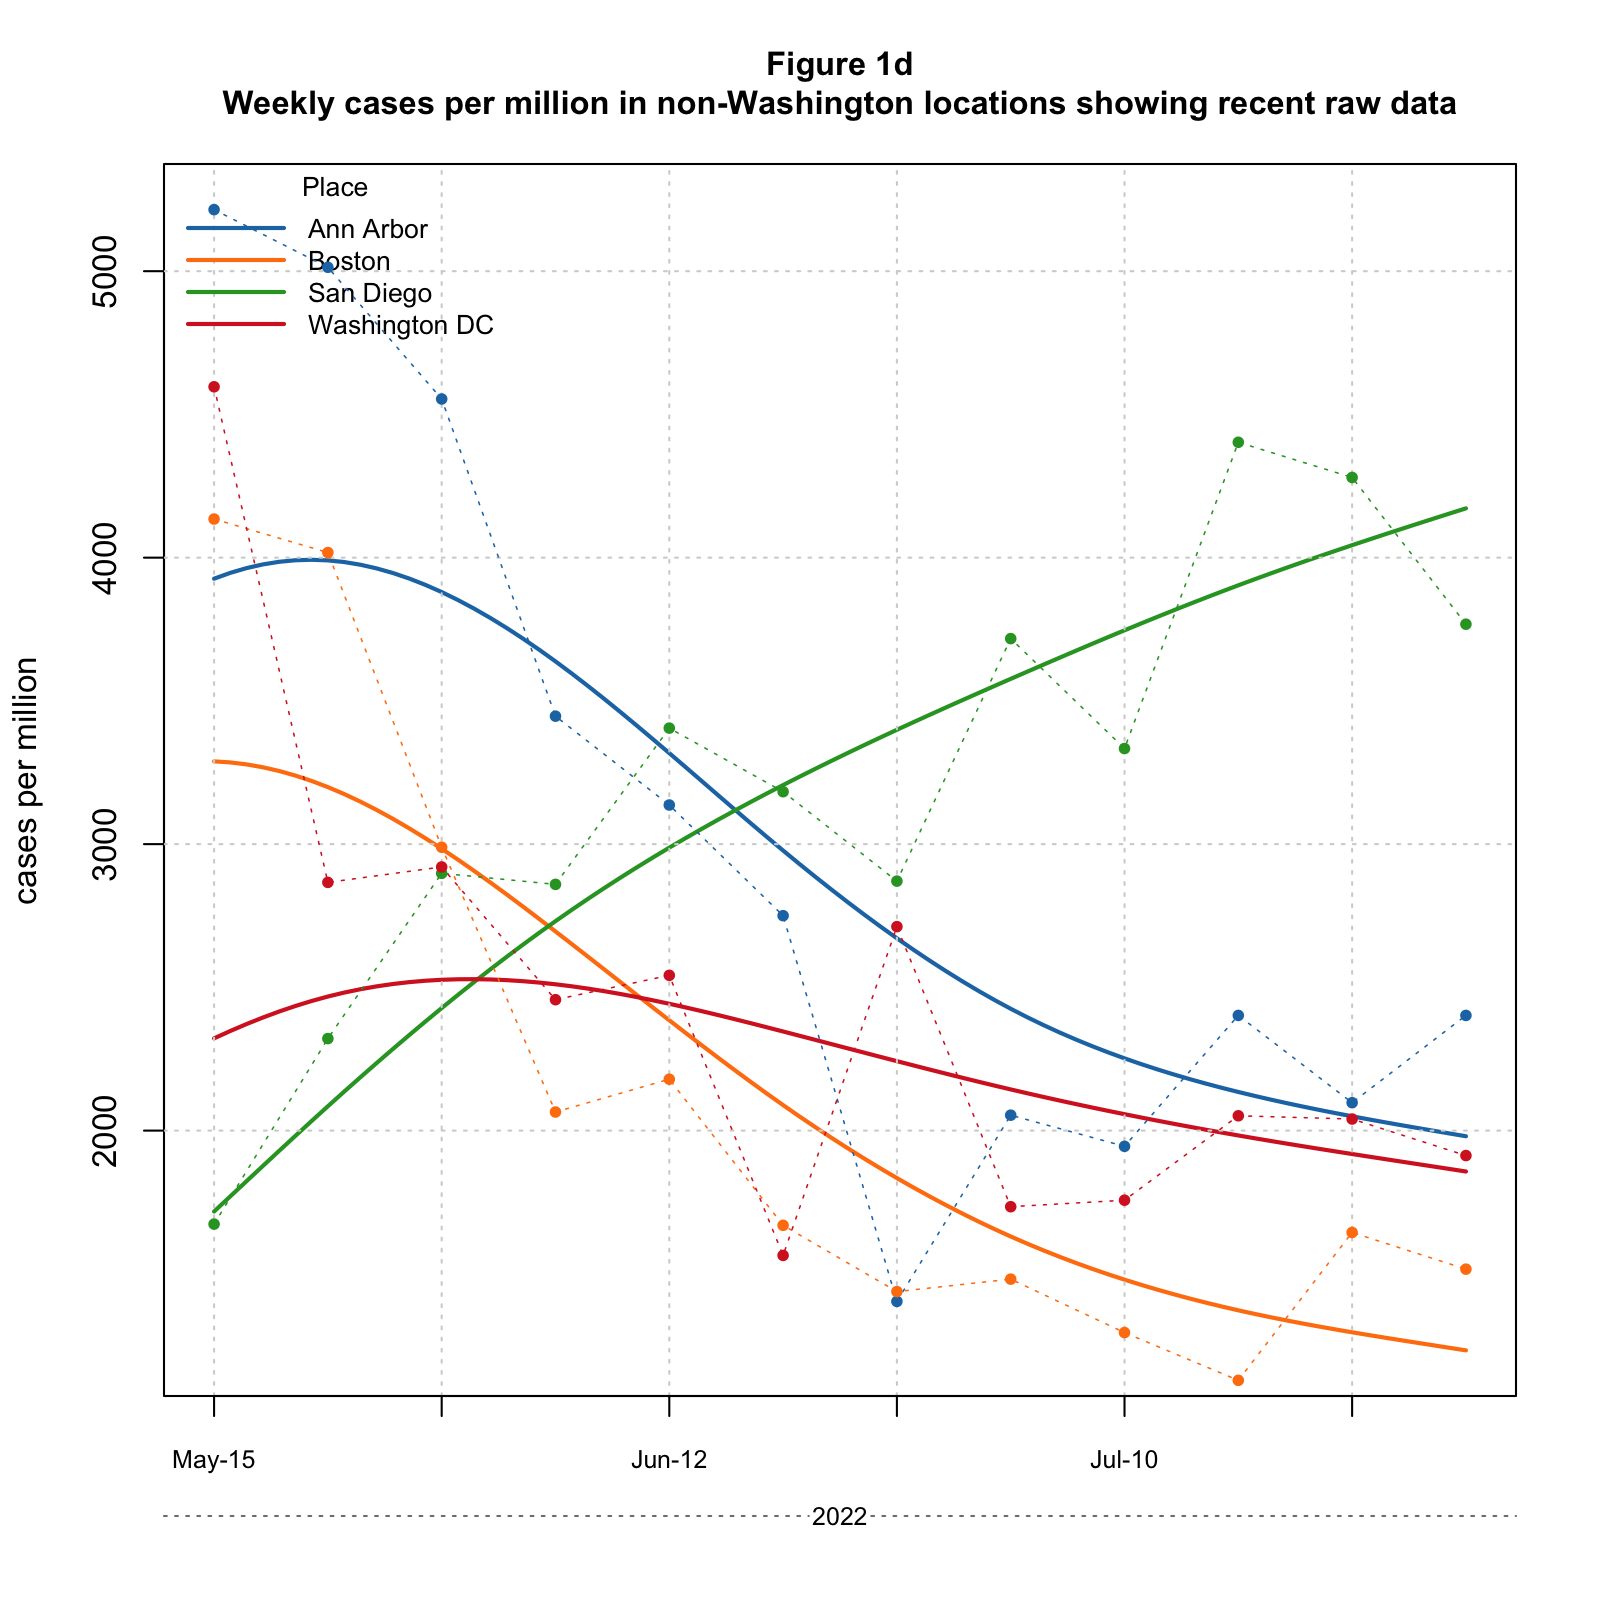 Figure 1d
Weekly cases per million in non-Washington locations showing recent raw data
Place
Ann Arbor
Boston
San Diego
Washington DC
5000
4000
3000
2000
cases per million
May-15
Jun-12
Jul-10
2022